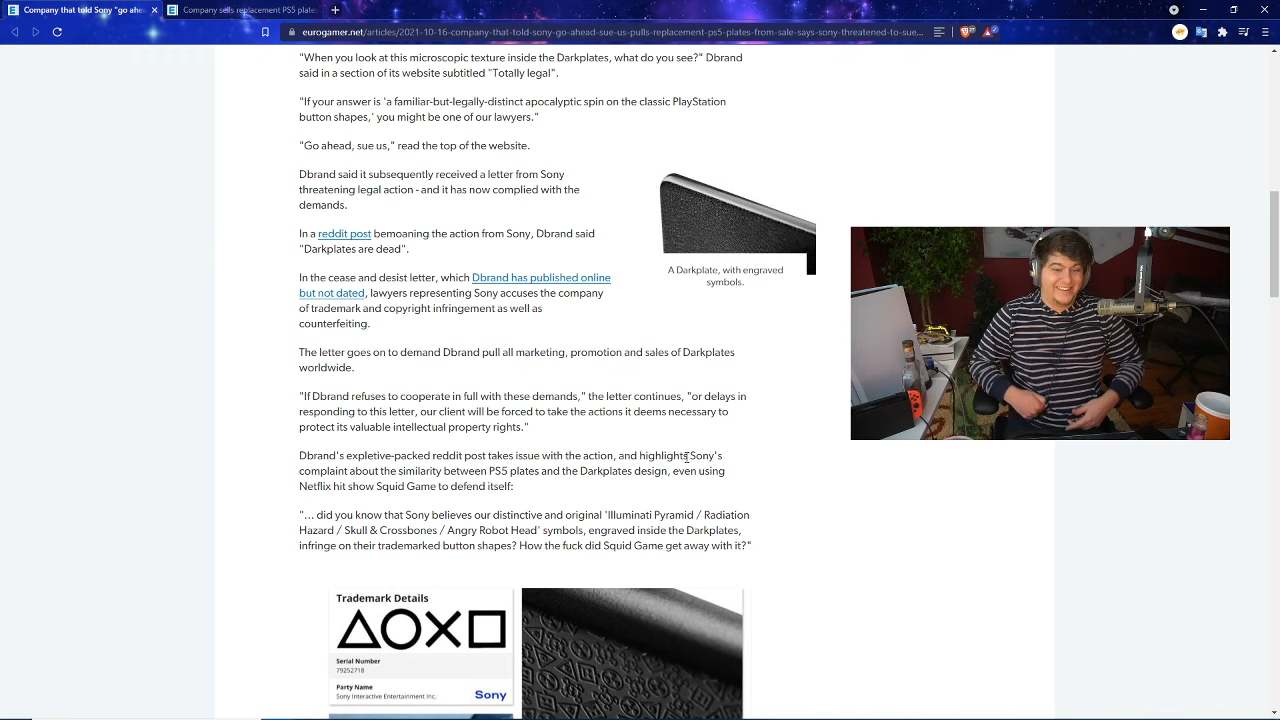 Company that told Sony "go ahe
Company sells replacement PS5 plate
eurogamer.net/articles/2021-10-16-company-that-told-sony-go-ahead-sue-us-pulls-replacement-ps5-plates-from-sale-says-sony-threatened-to-sue...
"When you look at this microscopic texture inside the Darkplates, what do you see?" Dbrand
said in a section of its website subtitled "Totally legal".
"If your answer is 'a familiar-but-legally-distinct apocalyptic spin on the classic PlayStation
button shapes,' you might be one of our lawyers."
"Go ahead, sue us," read the top of the website.
Dbrand said it subsequently received a letter from Sony
threatening legal action - and it has now complied with the
demands.
In a reddit post bemoaning the action from Sony, Dbrand said
"Darkplates are dead".
A Darkplate, with engraved
symbols.
In the cease and desist letter, which Dbrand has published online
but not dated, lawyers representing Sony accuses the company
of trademark and copyright infringement as well as
counterfeiting.
The letter goes on to demand Dbrand pull all marketing, promotion and sales of Darkplates
worldwide.
"If Dbrand refuses to cooperate in full with these demands," the letter continues, "or delays in
responding to this letter, our client will be forced to take the actions it deems necessary to
protect its valuable intellectual property rights."
Dbrand's expletive-packed reddit post takes issue with the action, and highlights Sony's
complaint about the similarity between PS5 plates and the Darkplates design, even using
Netflix hit show Squid Game to defend itself:
"... did you know that Sony believes our distinctive and original 'Illuminati Pyramid / Radiation
Hazard / Skull & Crossbones / Angry Robot Head' symbols, engraved inside the Darkplates,
infringe on their trademarked button shapes? How the fuck did Squid Game get away with it?"
Trademark Details
Serial Number
79252718
Party Name
Sony Interactive Entertainment Inc.
Sony